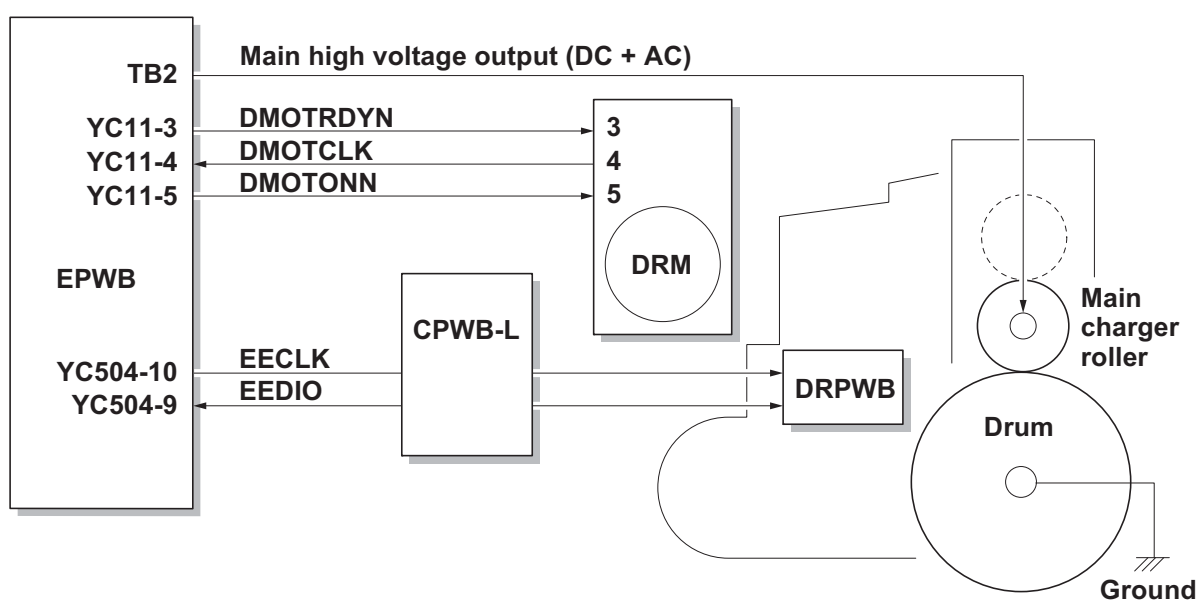 TB2
Main high voltage output (DC + AC)
YC11-3
DMOTRDYN
3
YC11-4
DMOTCLK
4
YC11-5
DMOTONN
5
DRM
EPWB
CPWB-L
Main
charger
roller
YC504-10
EECLK
YC504-9
EEDIO
DRPWB
Drum
Ground